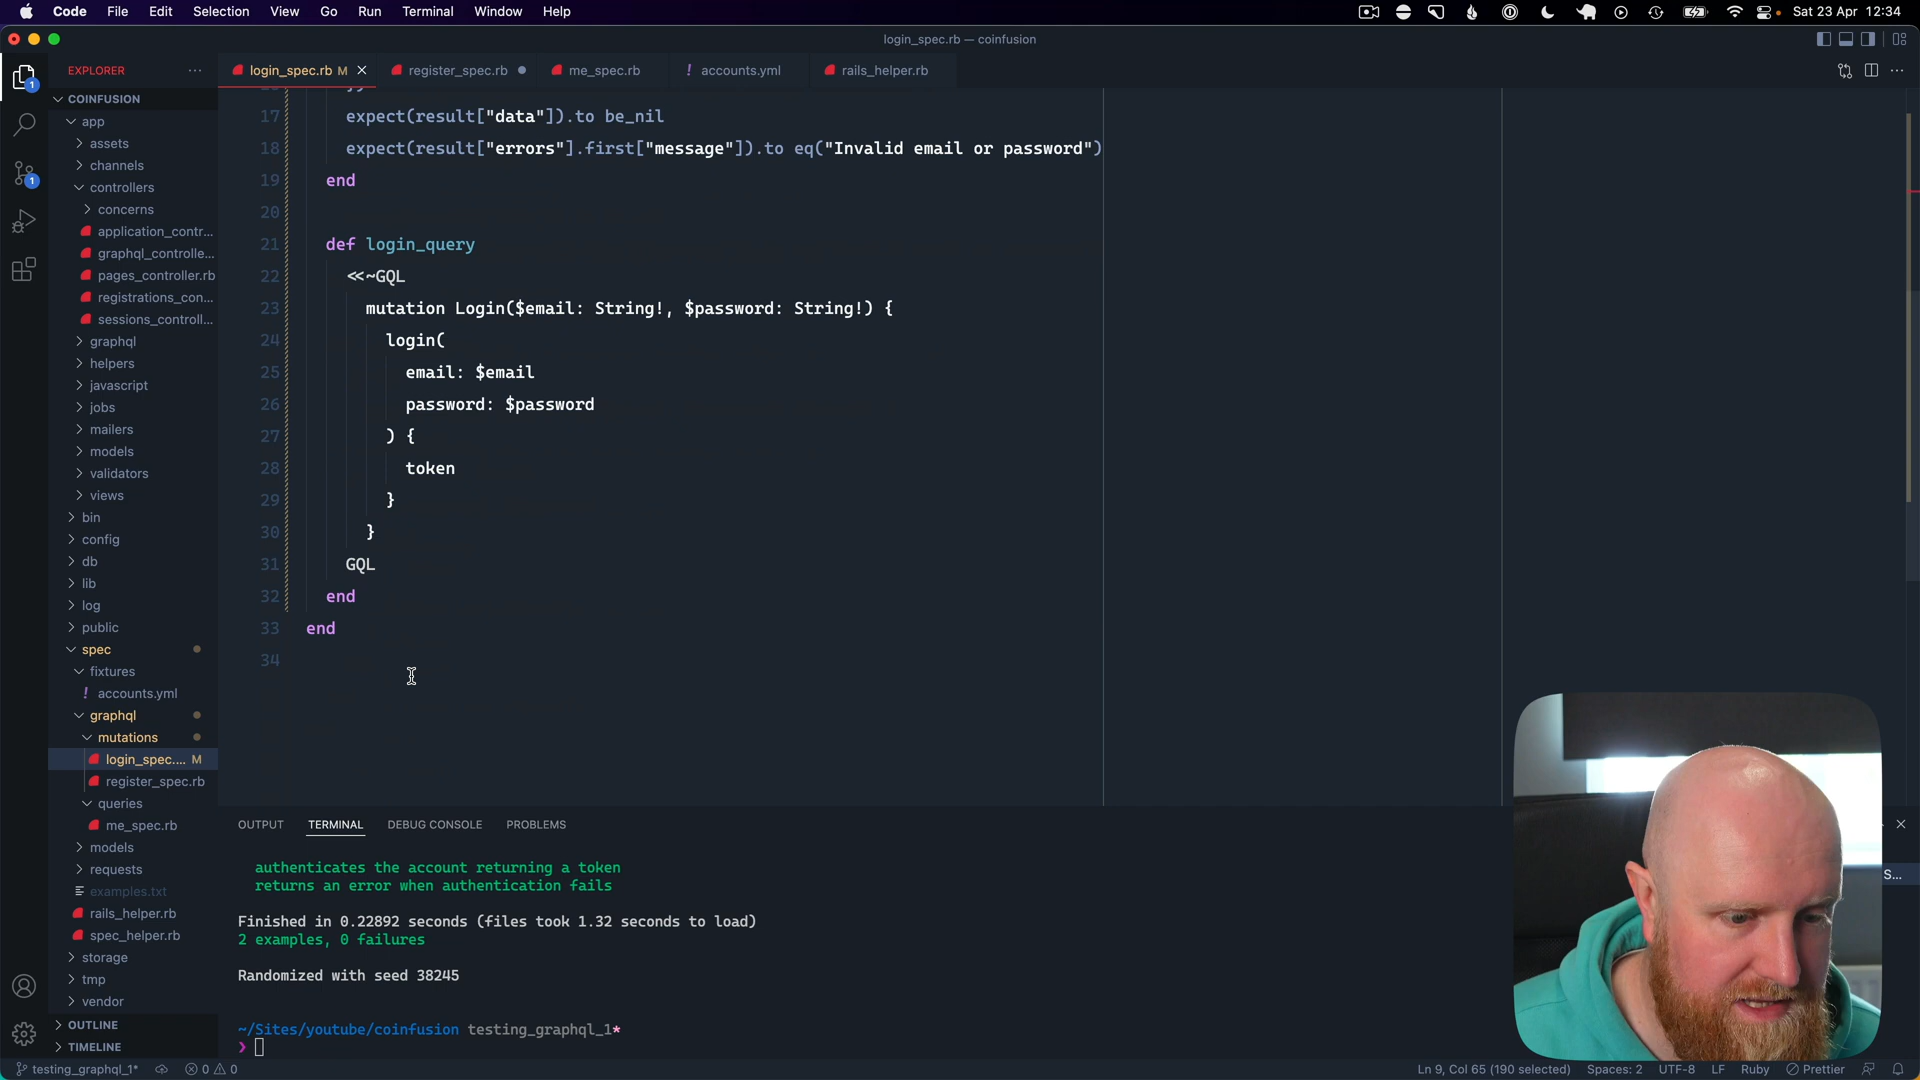 Code File Edit Selection View Go Run Terminal Window Help Sat 23 Apr 12:34
login_spec.rb — coinfusion
EXPLORER
login_spec.rb M
register_spec.rb
me_spec.rb
! accounts.yml
rails_helper.rb
COINFUSION
app
assets
channels
controllers
concerns
application_contr...
graphql_controlle...
pages_controller.rb
registrations_con...
sessions_controll...
graphql
helpers
javascript
jobs
mailers
models
validators
views
bin
config
db
lib
log
public
spec
fixtures
! accounts.yml
graphql
mutations
login_spec.... M
register_spec.rb
queries
me_spec.rb
models
requests
examples.txt
rails_helper.rb
spec_helper.rb
storage
tmp
vendor
OUTLINE
TIMELINE
17 expect(result["data"]).to be_nil
18 expect(result["errors"].first["message"]).to eq("Invalid email or password")
19 end
20
21 def login_query
22 <<~GQL
23 mutation Login($email: String!, $password: String!) {
24 login(
25 email: $email
26 password: $password
27 ) {
28 token
29 }
30 }
31 GQL
32 end
33 end
34
OUTPUT TERMINAL DEBUG CONSOLE PROBLEMS
authenticates the account returning a token
returns an error when authentication fails
Finished in 0.22892 seconds (files took 1.32 seconds to load)
2 examples, 0 failures
Randomized with seed 38245
~/Sites/youtube/coinfusion testing_graphql_1*
❯
S...
testing_graphql_1* 0 0 Ln 9, Col 65 (190 selected) Spaces: 2 UTF-8 LF Ruby Prettier